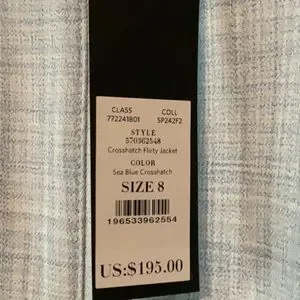 CLASS COLL
772241801 SP242F2
STYLE
570362548
Crosshatch Flirty Jacket
COLOR
Sea Blue Crosshatch
SIZE 8
196533962554
US:$195.00